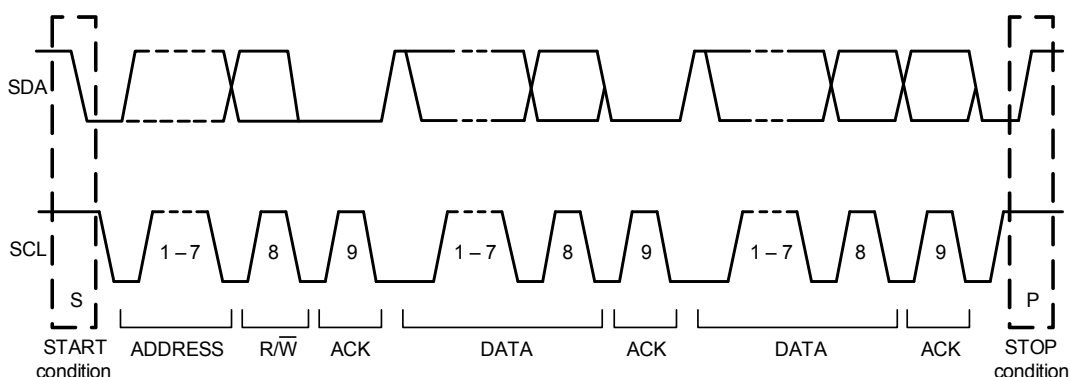 SDA
SCL
1 – 7 8 9 1 – 7 8 9 1 – 7 8 9
S P
START condition ADDRESS R/W̅ ACK DATA ACK DATA ACK STOP condition